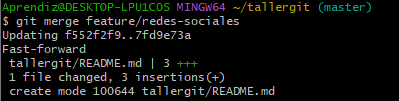 Aprendiz@DESKTOP-LPU1COS MINGW64 ~/tallergit (master)
$ git merge feature/redes-sociales
Updating f552f2f9..7fd9e73a
Fast-forward
 tallergit/README.md | 3 +++
 1 file changed, 3 insertions(+)
 create mode 100644 tallergit/README.md